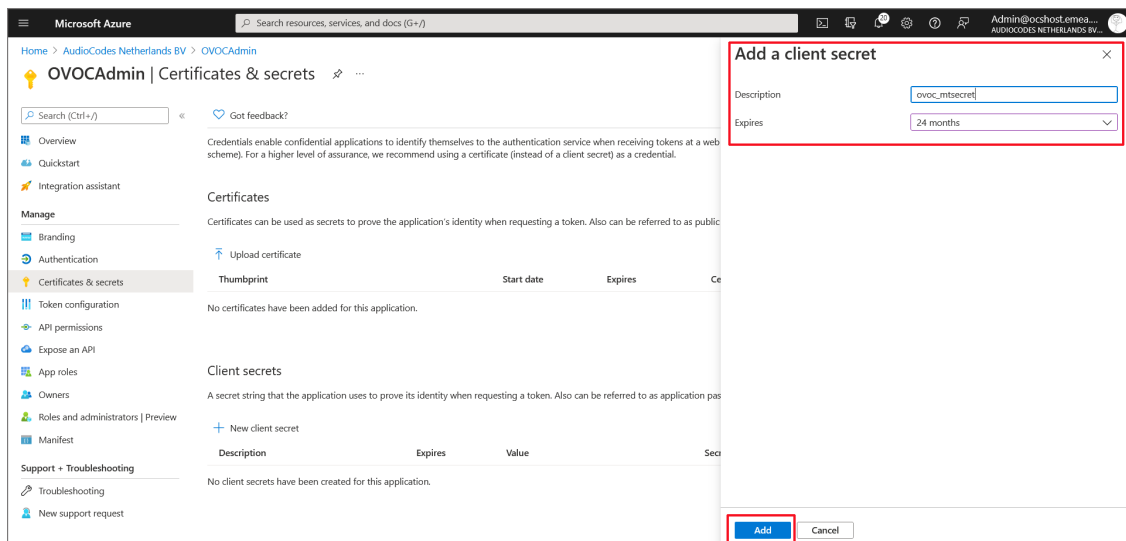 Microsoft Azure
Search resources, services, and docs (G+/)
20
Admin@ocshost.emea....
AUDIOCODES NETHERLANDS BV...
Home > AudioCodes Netherlands BV > OVOCAdmin
OVOCAdmin | Certificates & secrets
Search (Ctrl+/)
Overview
Quickstart
Integration assistant
Manage
Branding
Authentication
Certificates & secrets
Token configuration
API permissions
Expose an API
App roles
Owners
Roles and administrators | Preview
Manifest
Support + Troubleshooting
Troubleshooting
New support request
Got feedback?
Credentials enable confidential applications to identify themselves to the authentication service when receiving tokens at a web
scheme). For a higher level of assurance, we recommend using a certificate (instead of a client secret) as a credential.
Certificates
Certificates can be used as secrets to prove the application's identity when requesting a token. Also can be referred to as public
Upload certificate
Thumbprint Start date Expires Ce
No certificates have been added for this application.
Client secrets
A secret string that the application uses to prove its identity when requesting a token. Also can be referred to as application pas
New client secret
Description Expires Value Secr
No client secrets have been created for this application.
Add a client secret
Description ovoc_mtsecret
Expires 24 months
Add Cancel